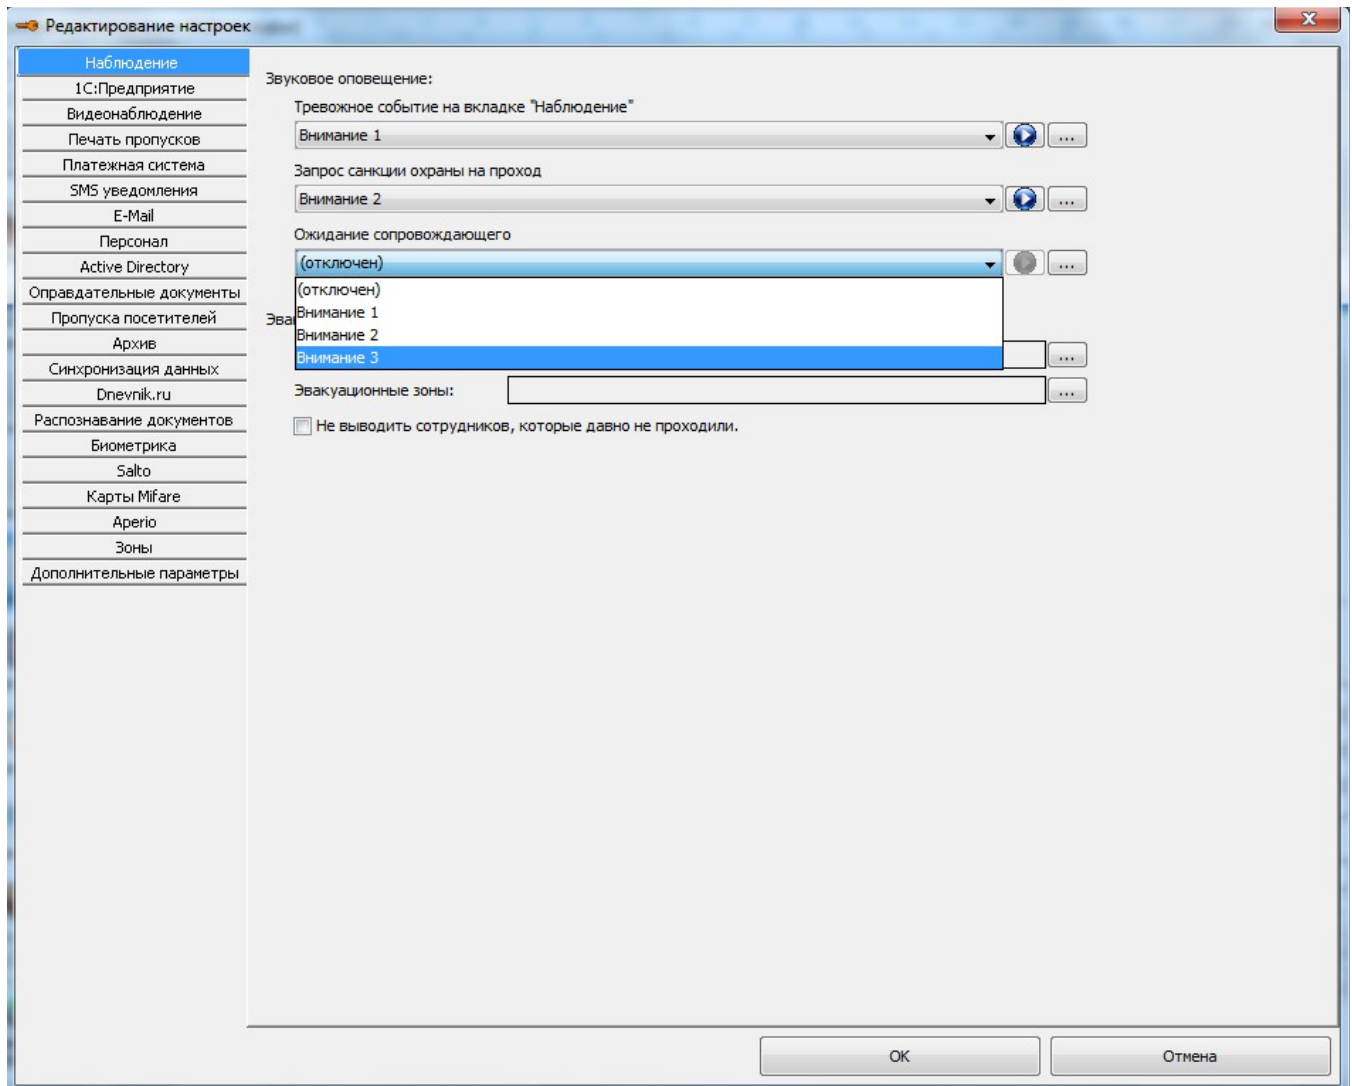 Редактирование настроек
Наблюдение
1С:Предприятие
Видеонаблюдение
Печать пропусков
Платежная система
SMS уведомления
E-Mail
Персонал
Active Directory
Оправдательные документы
Пропуска посетителей
Архив
Синхронизация данных
Dnevnik.ru
Распознавание документов
Биометрика
Salto
Карты Mifare
Aperio
Зоны
Дополнительные параметры
Звуковое оповещение:
Тревожное событие на вкладке "Наблюдение"
Внимание 1
...
Запрос санкции охраны на проход
Внимание 2
...
Ожидание сопровождающего
(отключен)
...
(отключен)
Внимание 1
Внимание 2
Внимание 3
...
Эвакуационные зоны:
...
Не выводить сотрудников, которые давно не проходили.
OK
Отмена